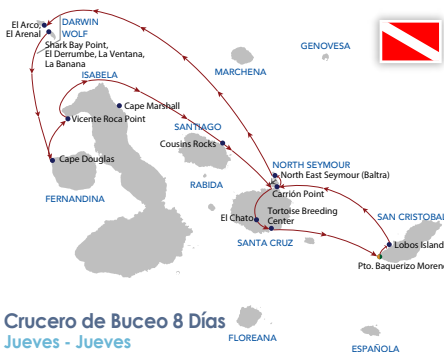 El Arco,
El Arenal
DARWIN
WOLF
Shark Bay Point,
El Derrumbe, La Ventana,
La Banana
GENOVESA
MARCHENA
ISABELA
Cape Marshall
Vicente Roca Point
SANTIAGO
Cousins Rocks
Cape Douglas
NORTH SEYMOUR
North East Seymour (Baltra)
RABIDA
Carrión Point
FERNANDINA
El Chato
Tortoise Breeding
Center
SAN CRISTOBAL
SANTA CRUZ
Lobos Island
Pto. Baquerizo Moreno
Crucero de Buceo 8 Días
Jueves - Jueves
FLOREANA
ESPAÑOLA